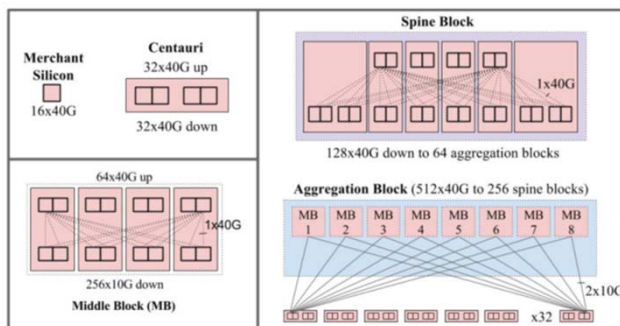 Merchant
Silicon
16x40G
Centauri
32x40G up
32x40G down
64x40G up
1x40G
256x10G down
Middle Block (MB)
Spine Block
1x40G
128x40G down to 64 aggregation blocks
Aggregation Block (512x40G to 256 spine blocks)
MB MB MB MB MB MB MB MB
1 2 3 4 5 6 7 8
2x10G
x32